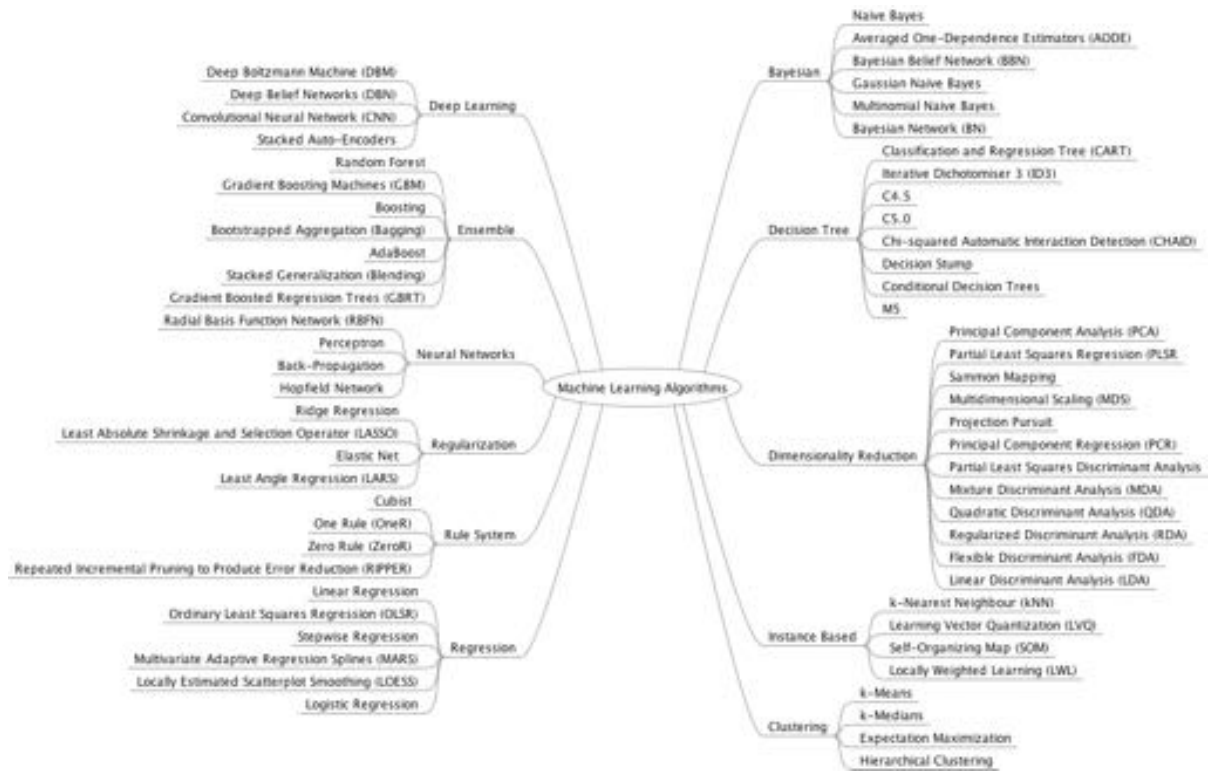 Machine Learning Algorithms
Deep Learning
Deep Boltzmann Machine (DBM)
Deep Belief Networks (DBN)
Convolutional Neural Network (CNN)
Stacked Auto-Encoders
Ensemble
Random Forest
Gradient Boosting Machines (GBM)
Boosting
Bootstrapped Aggregation (Bagging)
AdaBoost
Stacked Generalization (Blending)
Gradient Boosted Regression Trees (GBRT)
Neural Networks
Radial Basis Function Network (RBFN)
Perceptron
Back-Propagation
Hopfield Network
Regularization
Ridge Regression
Least Absolute Shrinkage and Selection Operator (LASSO)
Elastic Net
Least Angle Regression (LARS)
Rule System
Cubist
One Rule (OneR)
Zero Rule (ZeroR)
Repeated Incremental Pruning to Produce Error Reduction (RIPPER)
Regression
Linear Regression
Ordinary Least Squares Regression (OLSR)
Stepwise Regression
Multivariate Adaptive Regression Splines (MARS)
Locally Estimated Scatterplot Smoothing (LOESS)
Logistic Regression
Bayesian
Naive Bayes
Averaged One-Dependence Estimators (AODE)
Bayesian Belief Network (BBN)
Gaussian Naive Bayes
Multinomial Naive Bayes
Bayesian Network (BN)
Decision Tree
Classification and Regression Tree (CART)
Iterative Dichotomiser 3 (ID3)
C4.5
C5.0
Chi-squared Automatic Interaction Detection (CHAID)
Decision Stump
Conditional Decision Trees
M5
Dimensionality Reduction
Principal Component Analysis (PCA)
Partial Least Squares Regression (PLSR
Sammon Mapping
Multidimensional Scaling (MDS)
Projection Pursuit
Principal Component Regression (PCR)
Partial Least Squares Discriminant Analysis
Mixture Discriminant Analysis (MDA)
Quadratic Discriminant Analysis (QDA)
Regularized Discriminant Analysis (RDA)
Flexible Discriminant Analysis (FDA)
Linear Discriminant Analysis (LDA)
Instance Based
k-Nearest Neighbour (kNN)
Learning Vector Quantization (LVQ)
Self-Organizing Map (SOM)
Locally Weighted Learning (LWL)
Clustering
k-Means
k-Medians
Expectation Maximization
Hierarchical Clustering